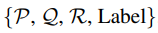 {𝒫, 𝒬, ℛ, Label}